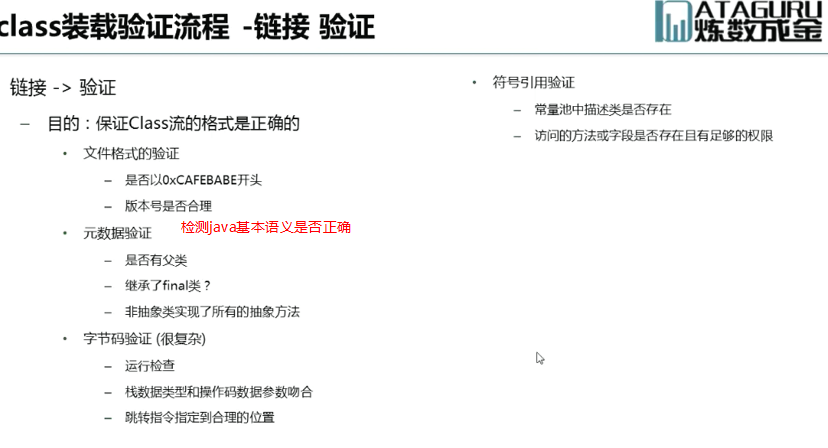 class装载验证流程 -链接 验证
ATAGURU
炼数成金
链接 -> 验证
– 目的：保证Class流的格式是正确的
• 文件格式的验证
– 是否以0xCAFEBABE开头
– 版本号是否合理
• 元数据验证 检测java基本语义是否正确
– 是否有父类
– 继承了final类？
– 非抽象类实现了所有的抽象方法
• 字节码验证 (很复杂)
– 运行检查
– 栈数据类型和操作码数据参数吻合
– 跳转指令指定到合理的位置
• 符号引用验证
– 常量池中描述类是否存在
– 访问的方法或字段是否存在且有足够的权限